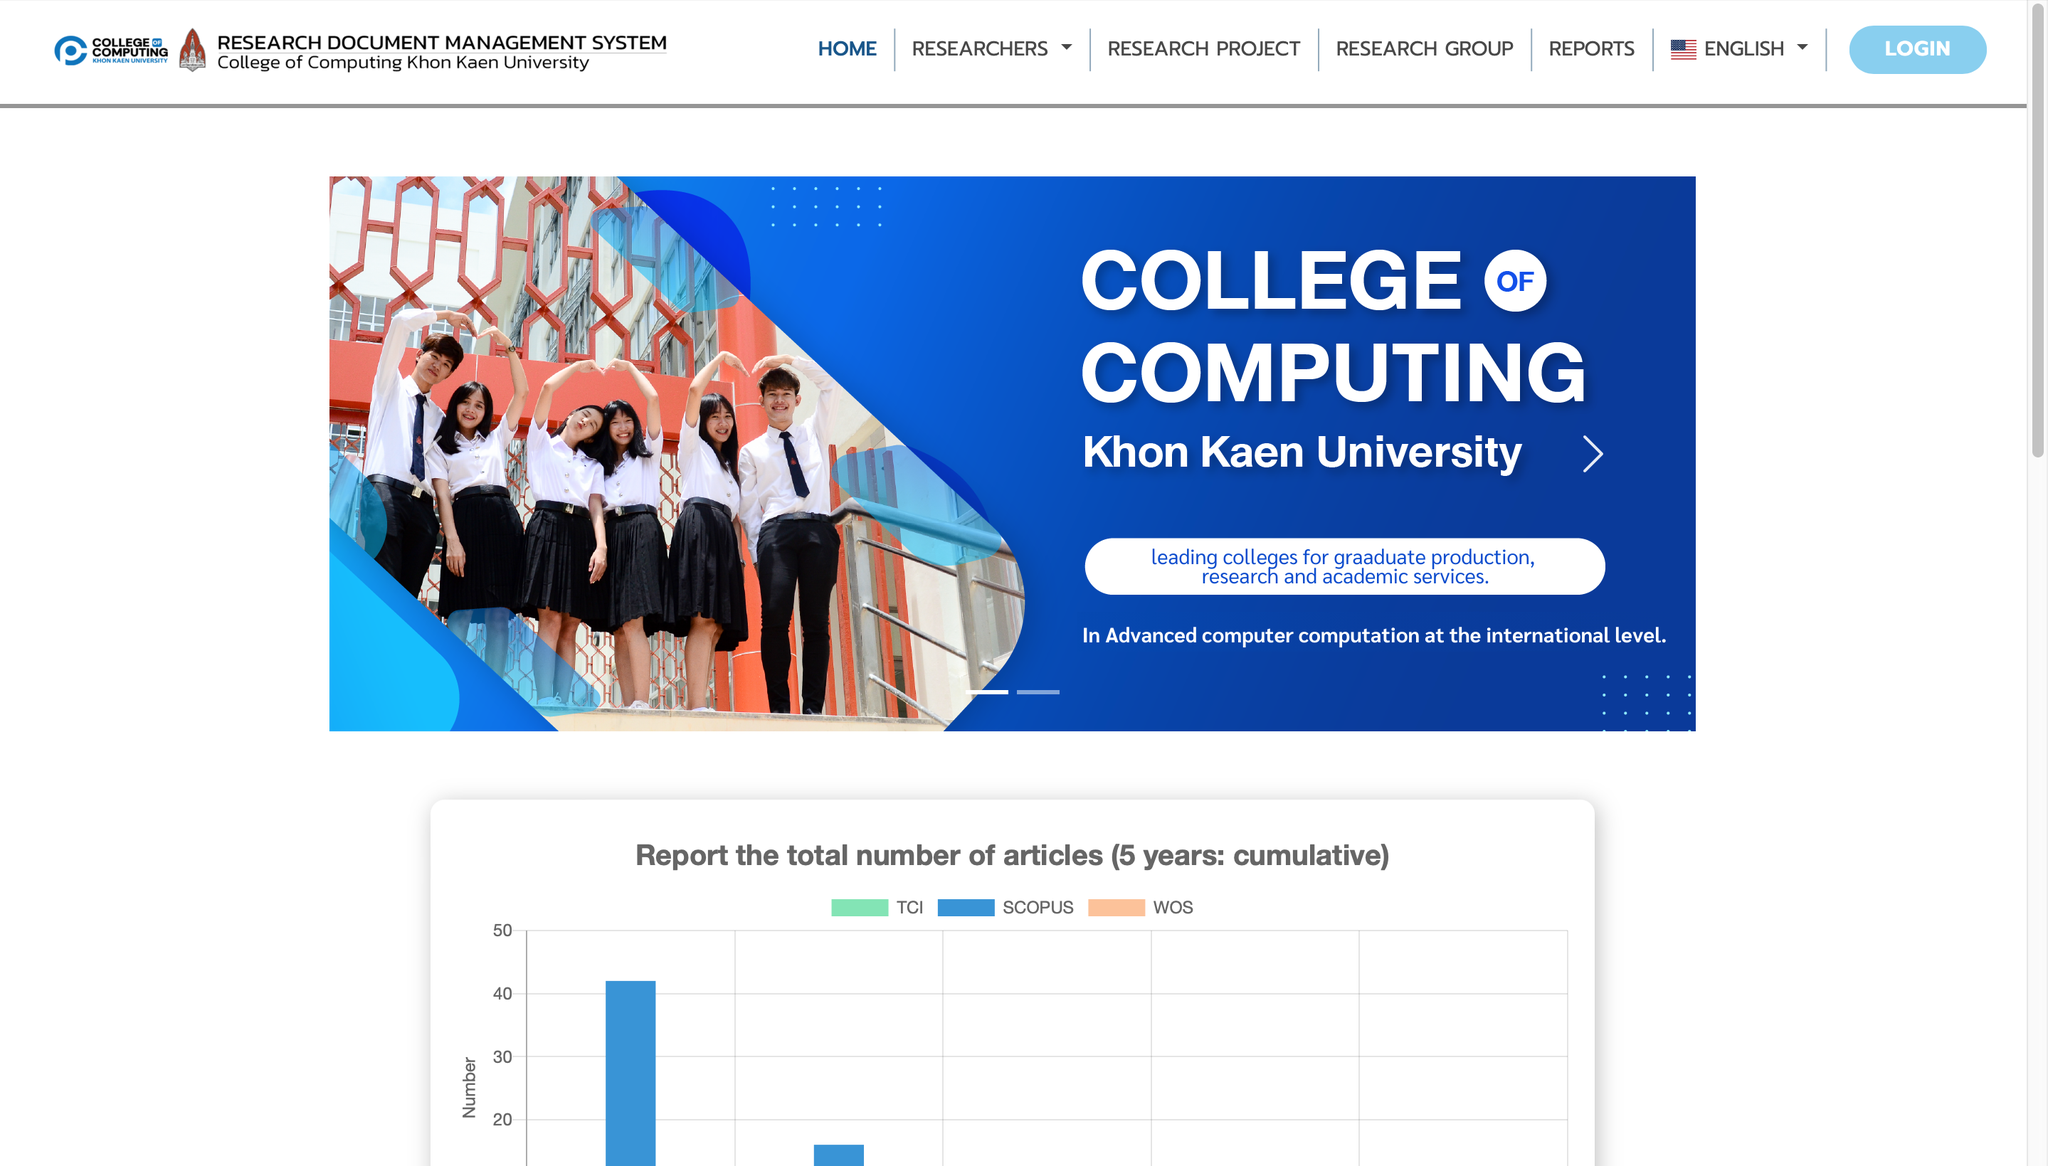 COLLEGE OF
COMPUTING
KHON KAEN UNIVERSITY
RESEARCH DOCUMENT MANAGEMENT SYSTEM
College of Computing Khon Kaen University
HOME
RESEARCHERS
RESEARCH PROJECT
RESEARCH GROUP
REPORTS
ENGLISH
LOGIN
COLLEGE OF
COMPUTING
Khon Kaen University
leading colleges for graaduate production,
research and academic services.
In Advanced computer computation at the international level.
Report the total number of articles (5 years: cumulative)
TCI SCOPUS WOS
50
40
30
20
Number